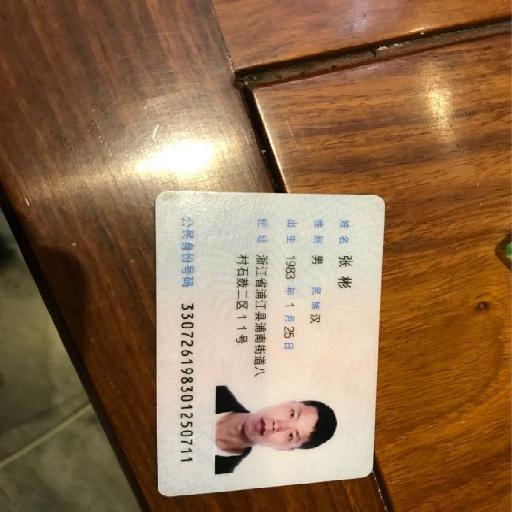 姓名 张彬
性别 男 民族 汉
出生 1983 年 1 月 25 日
住址 浙江省浦江县浦南街道八
村石鼓二区11号
公民身份号码 330726198301250711